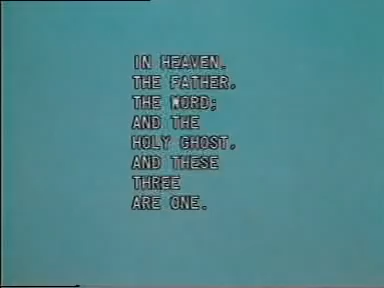 IN HEAVEN.
THE FATHER.
THE WORD;
AND THE
HOLY GHOST.
AND THESE
THREE
ARE ONE.